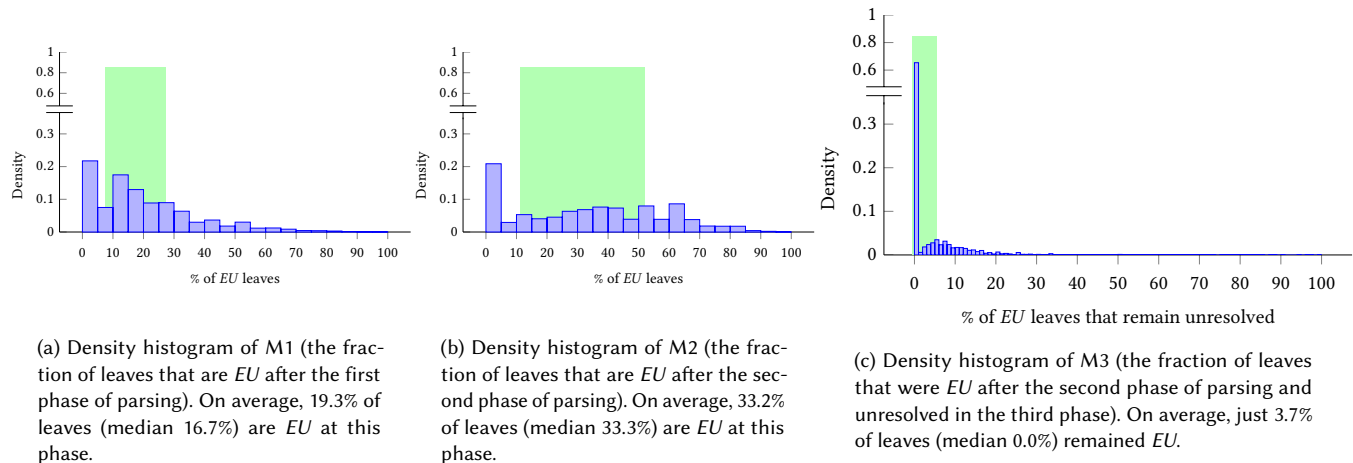 1
0.8
0.6
0.3
0.2
0.1
0
Density
0 10 20 30 40 50 60 70 80 90 100
% of EU leaves
(a) Density histogram of M1 (the frac-
tion of leaves that are EU after the first
phase of parsing). On average, 19.3% of
leaves (median 16.7%) are EU at this
phase.
1
0.8
0.6
0.3
0.2
0.1
0
Density
0 10 20 30 40 50 60 70 80 90 100
% of EU leaves
(b) Density histogram of M2 (the frac-
tion of leaves that are EU after the sec-
ond phase of parsing). On average, 33.2%
of leaves (median 33.3%) are EU at this
phase.
1
0.8
0.6
0.3
0.2
0.1
0
Density
0 10 20 30 40 50 60 70 80 90 100
% of EU leaves that remain unresolved
(c) Density histogram of M3 (the fraction of leaves
that were EU after the second phase of parsing and
unresolved in the third phase). On average, just 3.7%
of leaves (median 0.0%) remained EU.